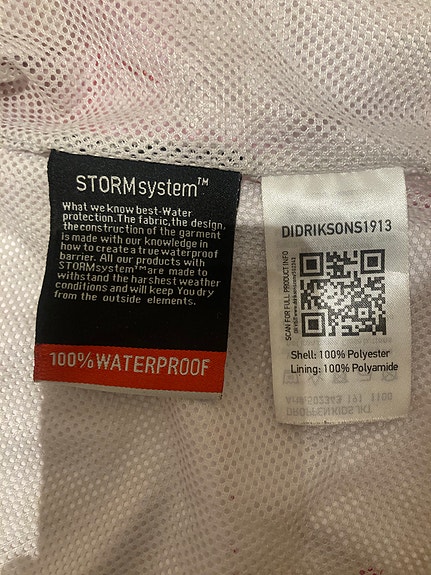 STORMsystem™
What we know best-Water
protection.The fabric,the design,
the construction of the garment
is made with our knowledge in
how to create a true waterproof
barrier. All our products with
STORMsystem™are made to
withstand the harshest weather
conditions and will keep You dry
from the outside elements.
100%WATERPROOF
DIDRIKSONS1913
SCAN FOR FULL PRODUCT INFO
Shell: 100% Polyester
Lining: 100% Polyamide